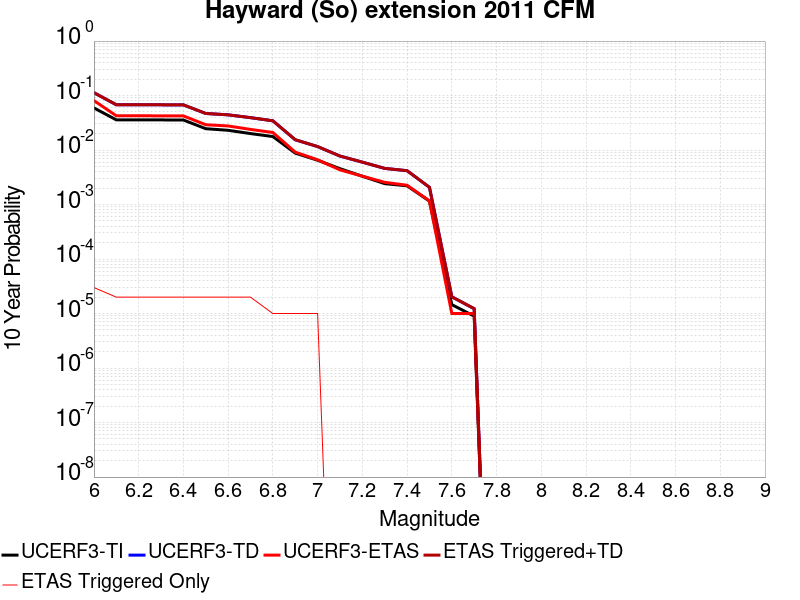 Hayward (So) extension 2011 CFM
10^0
10^-1
10^-2
10^-3
10^-4
10^-5
10^-6
10^-7
10^-8
10 Year Probability
6 6.2 6.4 6.6 6.8 7 7.2 7.4 7.6 7.8 8 8.2 8.4 8.6 8.8 9
Magnitude
UCERF3-TI UCERF3-TD UCERF3-ETAS ETAS Triggered+TD
ETAS Triggered Only